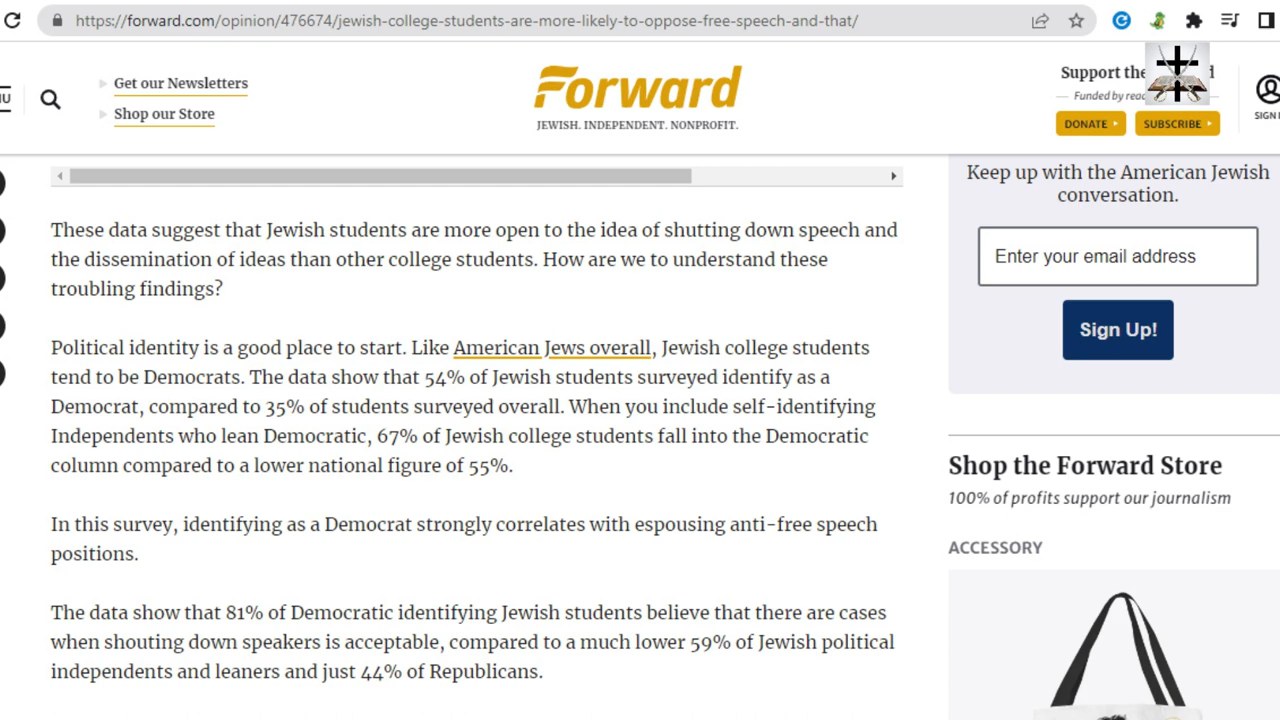 https://forward.com/opinion/476674/jewish-college-students-are-more-likely-to-oppose-free-speech-and-that/
Get our Newsletters
Shop our Store
Forward
JEWISH. INDEPENDENT. NONPROFIT.
Support the
Funded by
DONATE
SUBSCRIBE
SIGN
Keep up with the American Jewish
conversation.
Enter your email address
Sign Up!
These data suggest that Jewish students are more open to the idea of shutting down speech and
the dissemination of ideas than other college students. How are we to understand these
troubling findings?
Political identity is a good place to start. Like American Jews overall, Jewish college students
tend to be Democrats. The data show that 54% of Jewish students surveyed identify as a
Democrat, compared to 35% of students surveyed overall. When you include self-identifying
Independents who lean Democratic, 67% of Jewish college students fall into the Democratic
column compared to a lower national figure of 55%.
In this survey, identifying as a Democrat strongly correlates with espousing anti-free speech
positions.
The data show that 81% of Democratic identifying Jewish students believe that there are cases
when shouting down speakers is acceptable, compared to a much lower 59% of Jewish political
independents and leaners and just 44% of Republicans.
Shop the Forward Store
100% of profits support our journalism
ACCESSORY